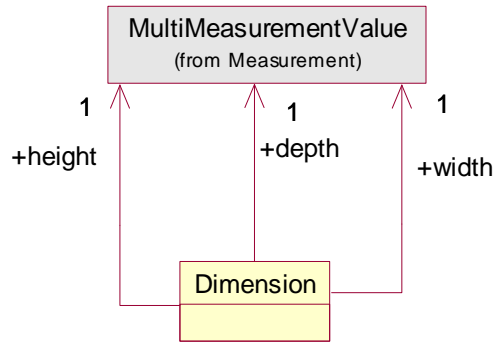 MultiMeasurementValue
(from Measurement)
1
1
1
+height
+depth
+width
Dimension